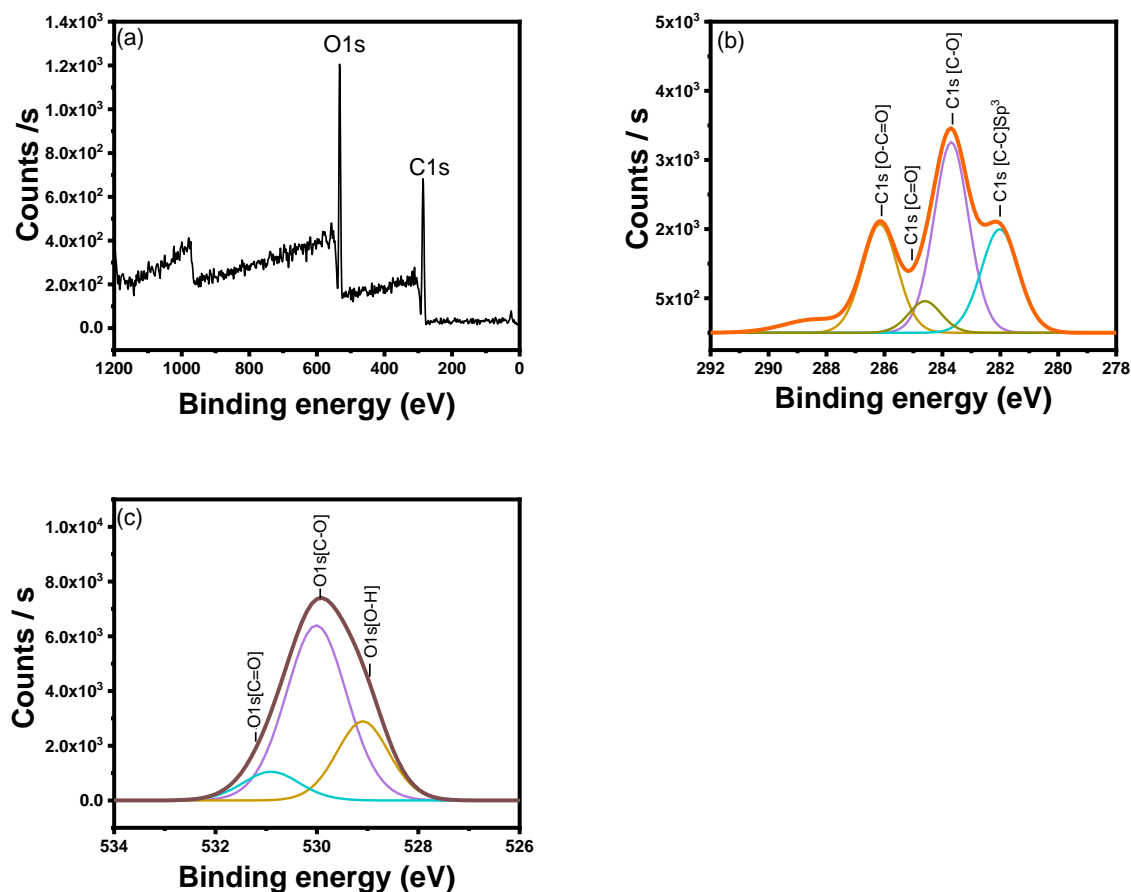 (a)
O1s
C1s
1.4x10³
1.2x10³
1.0x10³
8.0x10²
6.0x10²
4.0x10²
2.0x10²
0.0
Counts /s
1200 1000 800 600 400 200 0
Binding energy (eV)
(b)
C1s [O-C=O]
C1s [C=O]
C1s [C-O]
C1s [C-C]Sp³
5x10³
4x10³
3x10³
2x10³
5x10²
Counts / s
292 290 288 286 284 282 280 278
Binding energy (eV)
(c)
O1s[C=O]
O1s[C-O]
O1s[O-H]
1.0x10⁴
8.0x10³
6.0x10³
4.0x10³
2.0x10³
0.0
Counts / s
534 532 530 528 526
Binding energy (eV)